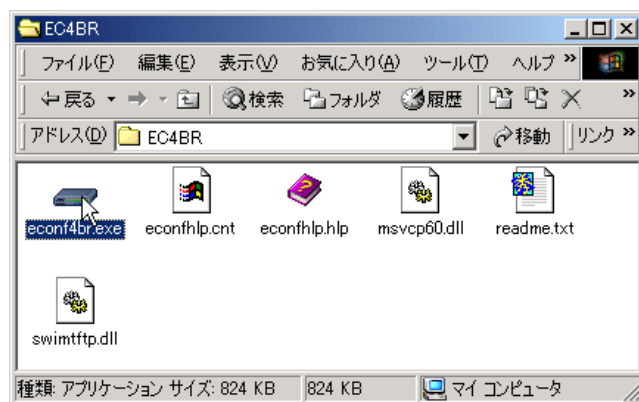 EC4BR
ファイル(F) 編集(E) 表示(V) お気に入り(A) ツール(T) ヘルプ »
戻る 検索 フォルダ 履歴 »
アドレス(D) EC4BR 移動 リンク »
econf4br.exe econfhlp.cnt econfhlp.hlp msvcp60.dll readme.txt
swimtftp.dll
種類: アプリケーション サイズ: 824 KB 824 KB マイ コンピュータ